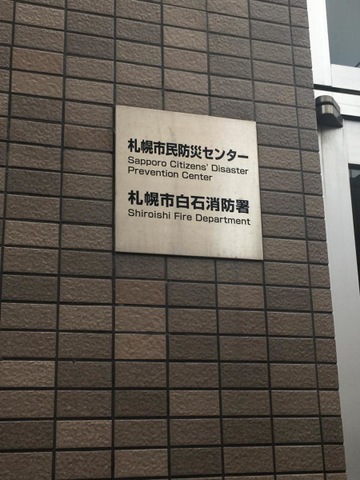 札幌市民防災センター
Sapporo Citizens' Disaster
Prevention Center
札幌市白石消防署
Shiroishi Fire Department